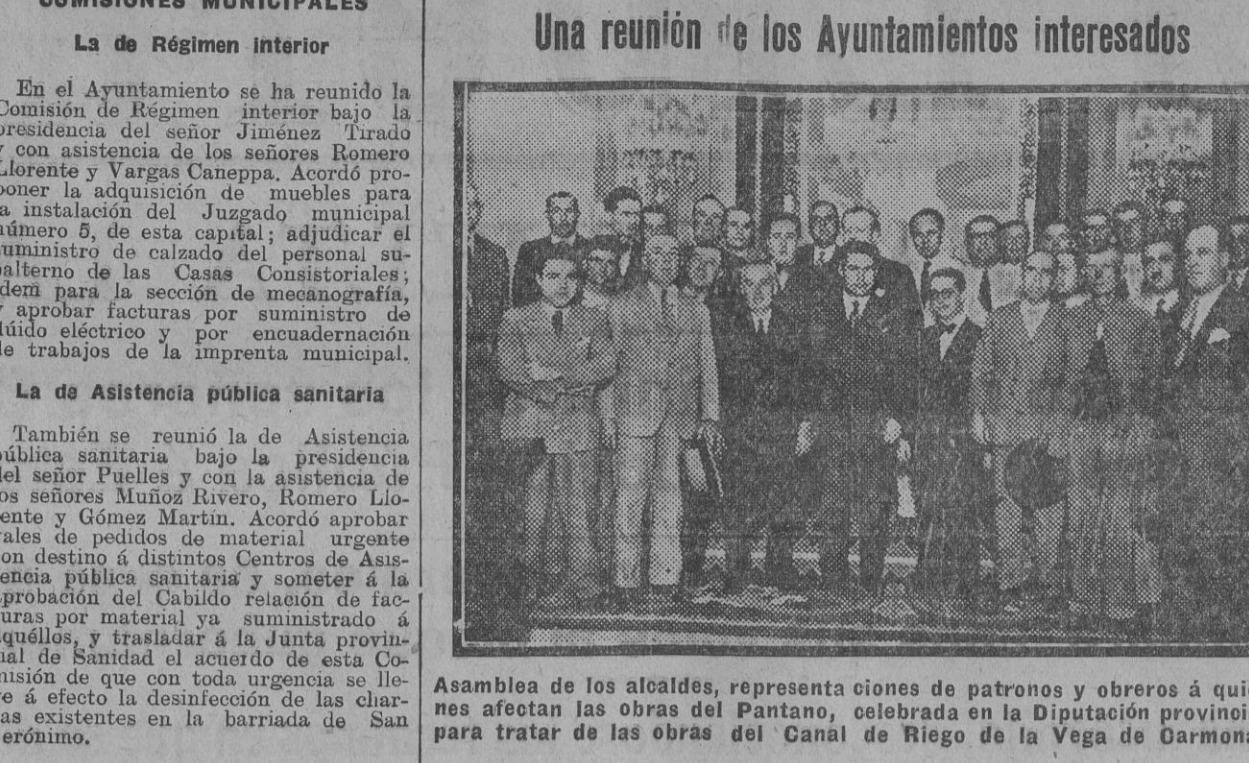 COMISIONES MUNICIPALES
La de Régimen interior
En el Ayuntamiento se ha reunido la
Comisión de Régimen interior bajo la
presidencia del señor Jiménez Tirado
y con asistencia de los señores Romero
Llorente y Vargas Caneppa. Acordó pro-
poner la adquisición de muebles para
la instalación del Juzgado municipal
número 5, de esta capital; adjudicar el
suministro de calzado del personal su-
balterno de las Casas Consistoriales;
idem para la sección de mecanografía,
y aprobar facturas por suministro de
flúido eléctrico y por encuadernación
de trabajos de la imprenta municipal.
La de Asistencia pública sanitaria
También se reunió la de Asistencia
pública sanitaria bajo la presidencia
del señor Puelles y con la asistencia de
los señores Muñoz Rivero, Romero Llo-
rente y Gómez Martín. Acordó aprobar
vales de pedidos de material urgente
con destino á distintos Centros de Asis-
tencia pública sanitaria y someter á la
aprobación del Cabildo relación de fac-
turas por material ya suministrado á
aquéllos, y trasladar á la Junta provin-
cial de Sanidad el acuerdo de esta Co-
misión de que con toda urgencia se lle-
ve á efecto la desinfección de las char-
cas existentes en la barriada de San
Jerónimo.
Una reunión de los Ayuntamientos interesados
Asamblea de los alcaldes, representa ciones de patronos y obreros á quie
nes afectan las obras del Pantano, celebrada en la Diputación provincia
para tratar de las obras del Canal de Riego de la Vega de Carmona